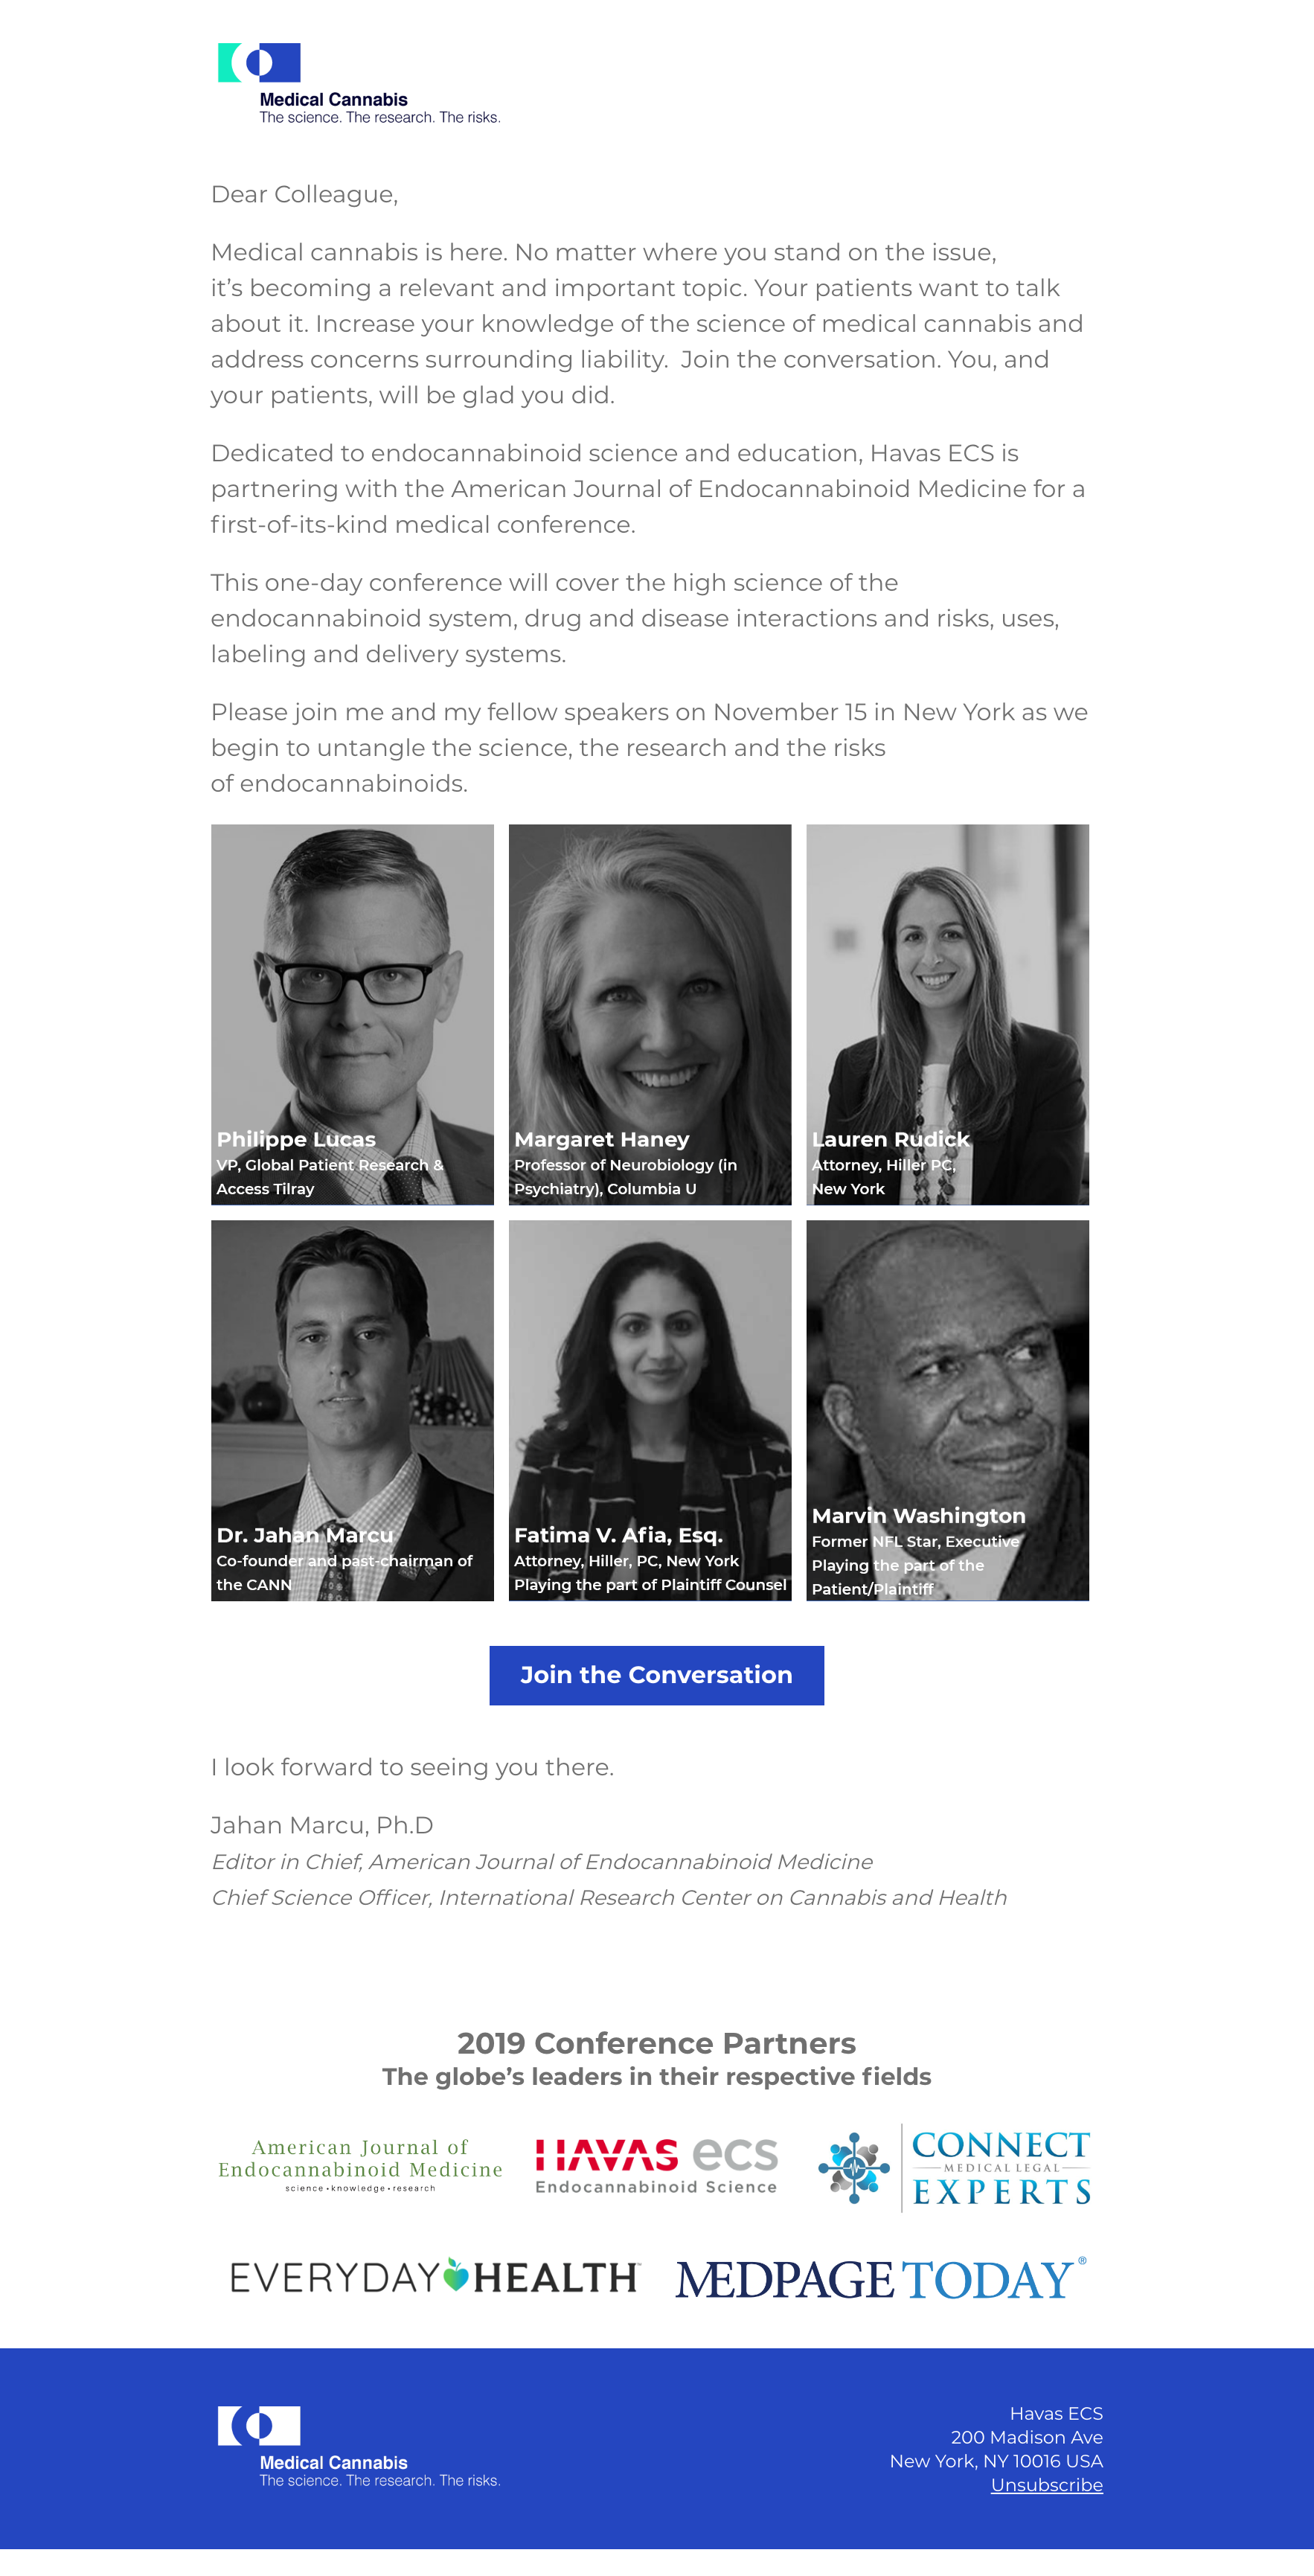 Medical Cannabis
The science. The research. The risks.
Dear Colleague,
Medical cannabis is here. No matter where you stand on the issue,
it’s becoming a relevant and important topic. Your patients want to talk
about it. Increase your knowledge of the science of medical cannabis and
address concerns surrounding liability.  Join the conversation. You, and
your patients, will be glad you did.
Dedicated to endocannabinoid science and education, Havas ECS is
partnering with the American Journal of Endocannabinoid Medicine for a
first-of-its-kind medical conference.
This one-day conference will cover the high science of the
endocannabinoid system, drug and disease interactions and risks, uses,
labeling and delivery systems.
Please join me and my fellow speakers on November 15 in New York as we
begin to untangle the science, the research and the risks
of endocannabinoids.
Philippe Lucas
VP, Global Patient Research &
Access Tilray
Margaret Haney
Professor of Neurobiology (in
Psychiatry), Columbia U
Lauren Rudick
Attorney, Hiller PC,
New York
Dr. Jahan Marcu
Co-founder and past-chairman of
the CANN
Fatima V. Afia, Esq.
Attorney, Hiller, PC, New York
Playing the part of Plaintiff Counsel
Marvin Washington
Former NFL Star, Executive
Playing the part of the
Patient/Plaintiff
Join the Conversation
I look forward to seeing you there.
Jahan Marcu, Ph.D
Editor in Chief, American Journal of Endocannabinoid Medicine
Chief Science Officer, International Research Center on Cannabis and Health
2019 Conference Partners
The globe’s leaders in their respective fields
American Journal of
Endocannabinoid Medicine
science • knowledge • research
HAVAS ecs
Endocannabinoid Science
CONNECT
MEDICAL LEGAL
EXPERTS
EVERYDAY HEALTH
MEDPAGE TODAY®
Medical Cannabis
The science. The research. The risks.
Havas ECS
200 Madison Ave
New York, NY 10016 USA
Unsubscribe